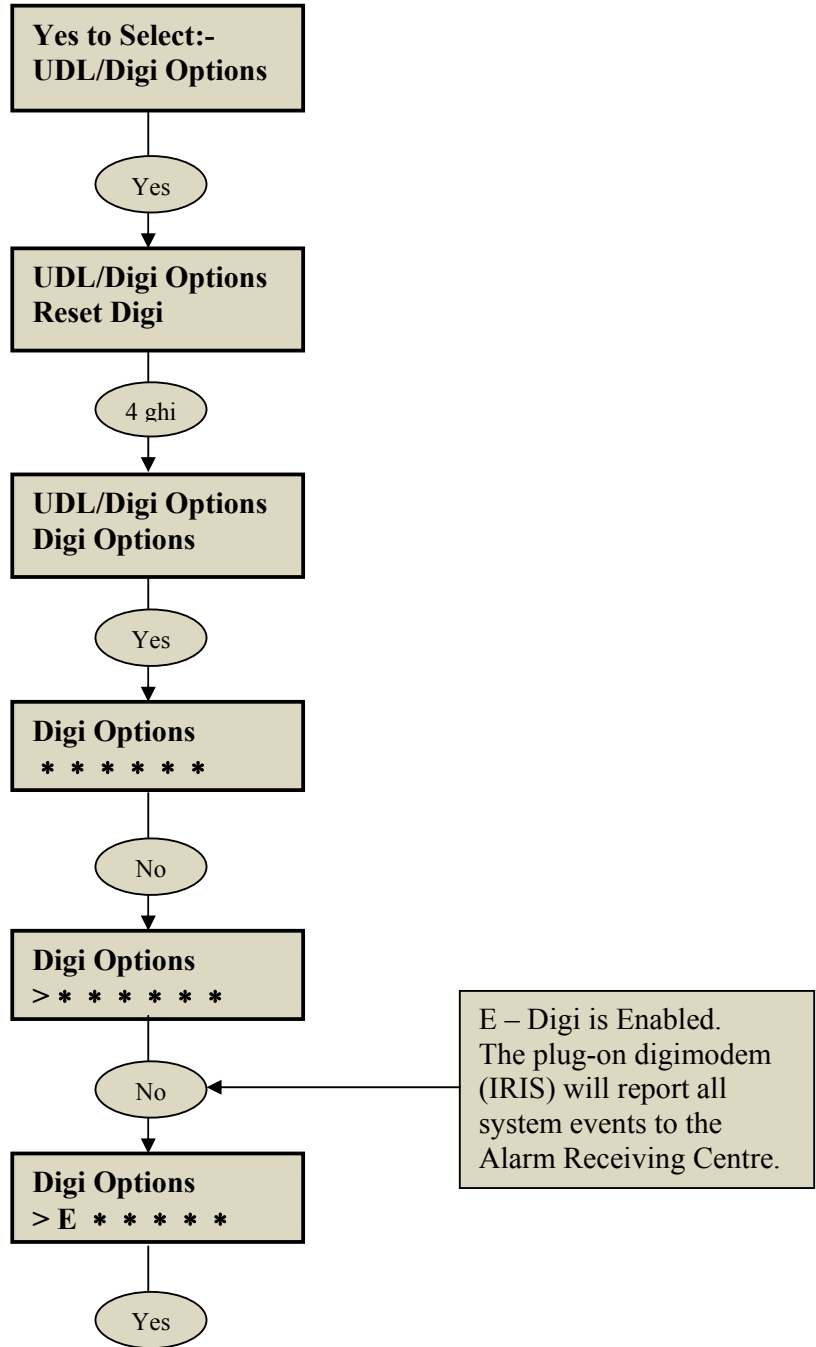 Yes to Select:-
UDL/Digi Options
Yes
UDL/Digi Options
Reset Digi
4 ghi
UDL/Digi Options
Digi Options
Yes
Digi Options
* * * * * *
No
Digi Options
> * * * * * *
No
E – Digi is Enabled.
The plug-on digimodem
(IRIS) will report all
system events to the
Alarm Receiving Centre.
Digi Options
> E * * * * *
Yes